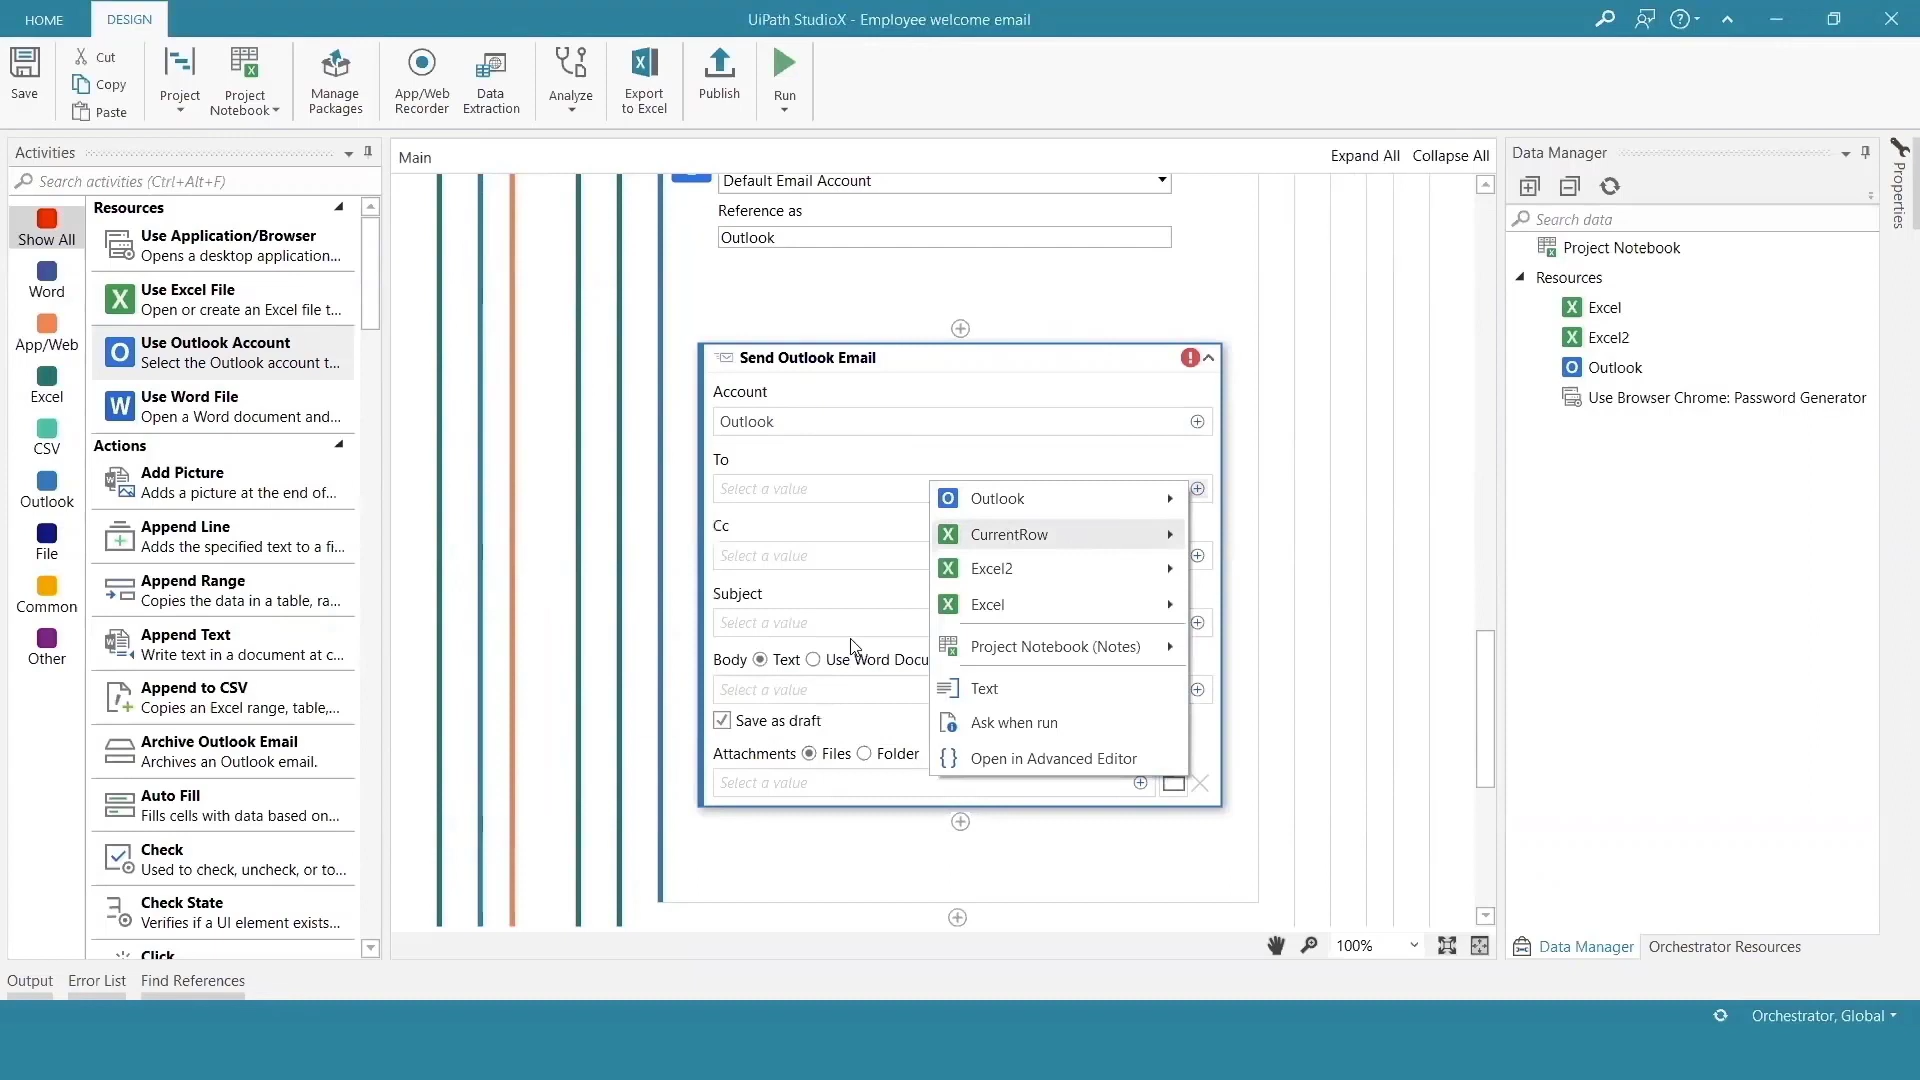 HOME
DESIGN
UiPath StudioX - Employee welcome email
Save
Cut
Copy
Paste
Project
Project Notebook
Manage Packages
App/Web Recorder
Data Extraction
Analyze
Export to Excel
Publish
Run
Activities
Search activities (Ctrl+Alt+F)
Show All
Word
App/Web
Excel
CSV
Outlook
File
Common
Other
Resources
Use Application/Browser
Opens a desktop application...
Use Excel File
Open or create an Excel file t...
Use Outlook Account
Select the Outlook account t...
Use Word File
Open a Word document and...
Actions
Add Picture
Adds a picture at the end of...
Append Line
Adds the specified text to a fi...
Append Range
Copies the data in a table, ra...
Append Text
Write text in a document at c...
Append to CSV
Copies an Excel range, table,...
Archive Outlook Email
Archives an Outlook email.
Auto Fill
Fills cells with data based on...
Check
Used to check, uncheck, or to...
Check State
Verifies if a UI element exists...
Click
Main
Expand All
Collapse All
Default Email Account
Reference as
Outlook
Send Outlook Email
Account
Outlook
To
Select a value
Cc
Select a value
Subject
Select a value
Body Text Use Word Docu
Select a value
Save as draft
Attachments Files Folder
Select a value
Outlook
CurrentRow
Excel2
Excel
Project Notebook (Notes)
Text
Ask when run
Open in Advanced Editor
100%
Data Manager
Search data
Project Notebook
Resources
Excel
Excel2
Outlook
Use Browser Chrome: Password Generator
Properties
Data Manager
Orchestrator Resources
Output
Error List
Find References
Orchestrator, Global